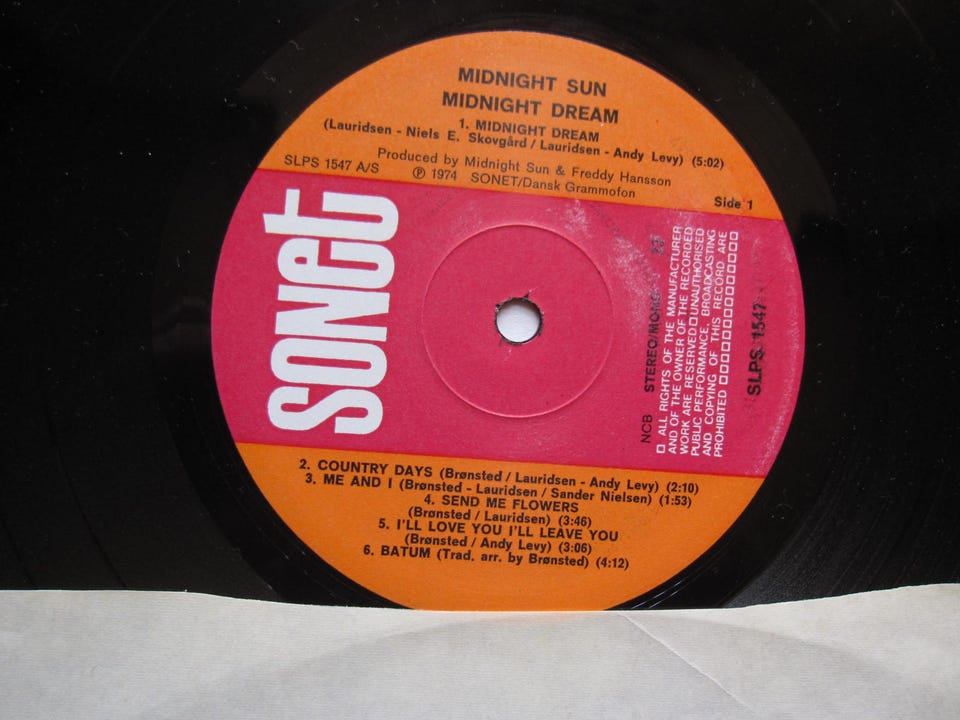 MIDNIGHT SUN
MIDNIGHT DREAM
1. MIDNIGHT DREAM
(Lauridsen - Niels E. Skovgård / Lauridsen - Andy Levy) (5:02)
Produced by Midnight Sun & Freddy Hansson
SLPS 1547 A/S ℗ 1974 SONET/Dansk Grammofon
Side 1
SONET
NCB STEREO/MONO
□ ALL RIGHTS OF THE MANUFACTURER
AND OF THE OWNER OF THE RECORDED
WORK ARE RESERVED □ UNAUTHORISED
PUBLIC PERFORMANCE, BROADCASTING
AND COPYING OF THIS RECORD ARE
PROHIBITED □ □ □ □ □ □ □ □ □ □ □
SLPS 1547
2. COUNTRY DAYS (Brønsted / Lauridsen - Andy Levy) (2:10)
3. ME AND I (Brønsted - Lauridsen / Sander Nielsen) (1:53)
4. SEND ME FLOWERS
(Brønsted / Lauridsen) (3:46)
5. I'LL LOVE YOU I'LL LEAVE YOU
(Brønsted / Andy Levy) (3:06)
6. BATUM (Trad. arr. by Brønsted) (4:12)